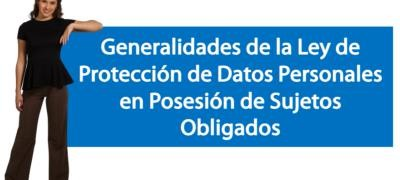 Generalidades de la Ley de
Protección de Datos Personales
en Posesión de Sujetos
Obligados